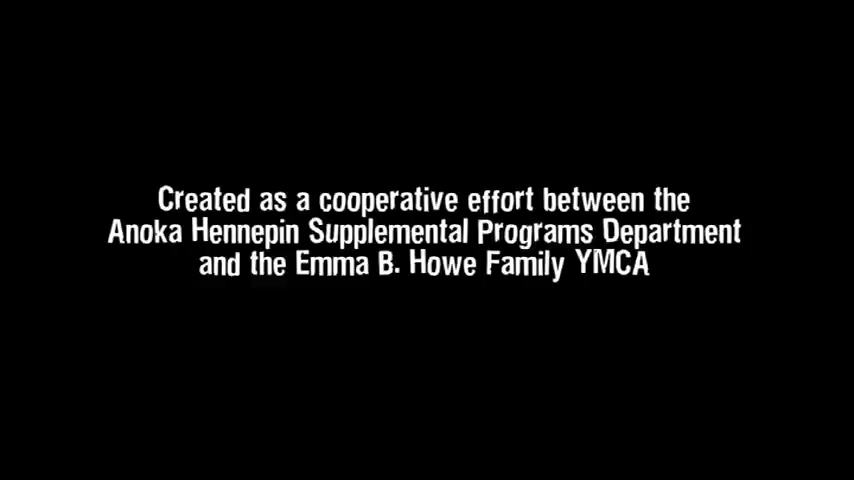 Created as a cooperative effort between the
Anoka Hennepin Supplemental Programs Department
and the Emma B. Howe Family YMCA